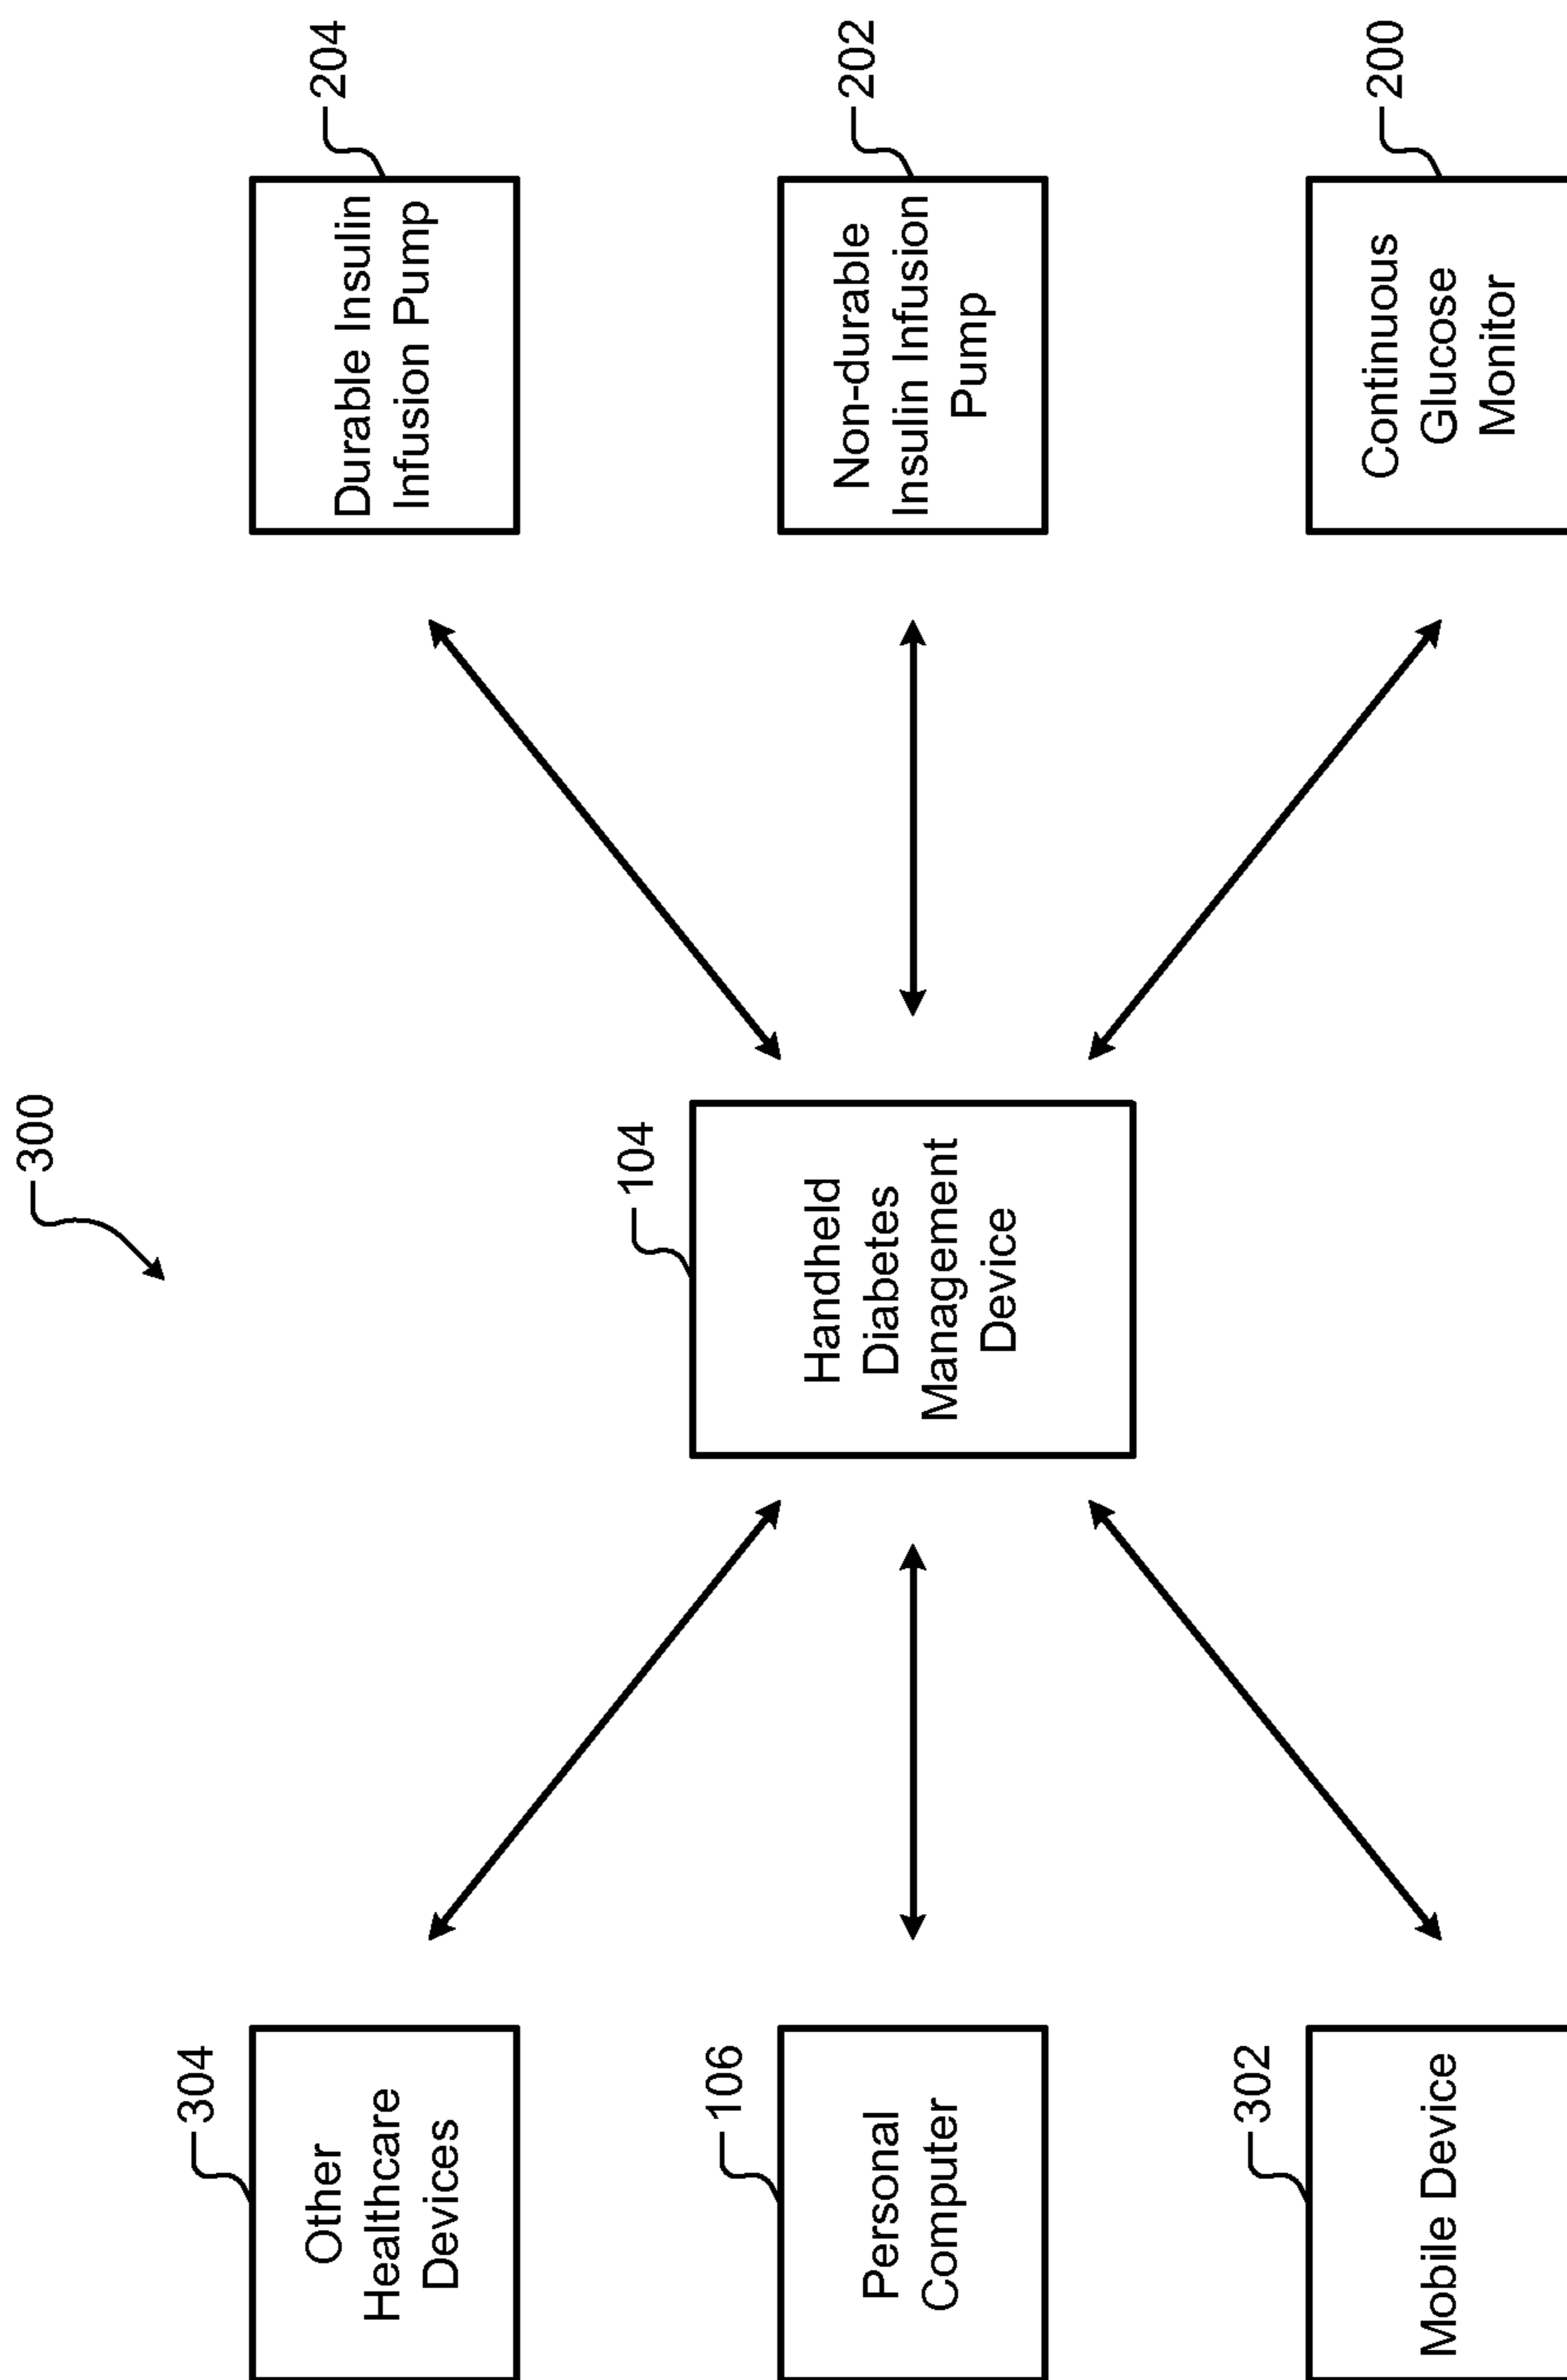 300
304
Other
Healthcare
Devices
106
Personal
Computer
302
Mobile Device
104
Handheld
Diabetes
Management
Device
204
Durable Insulin
Infusion Pump
202
Non-durable
Insulin Infusion
Pump
200
Continuous
Glucose
Monitor